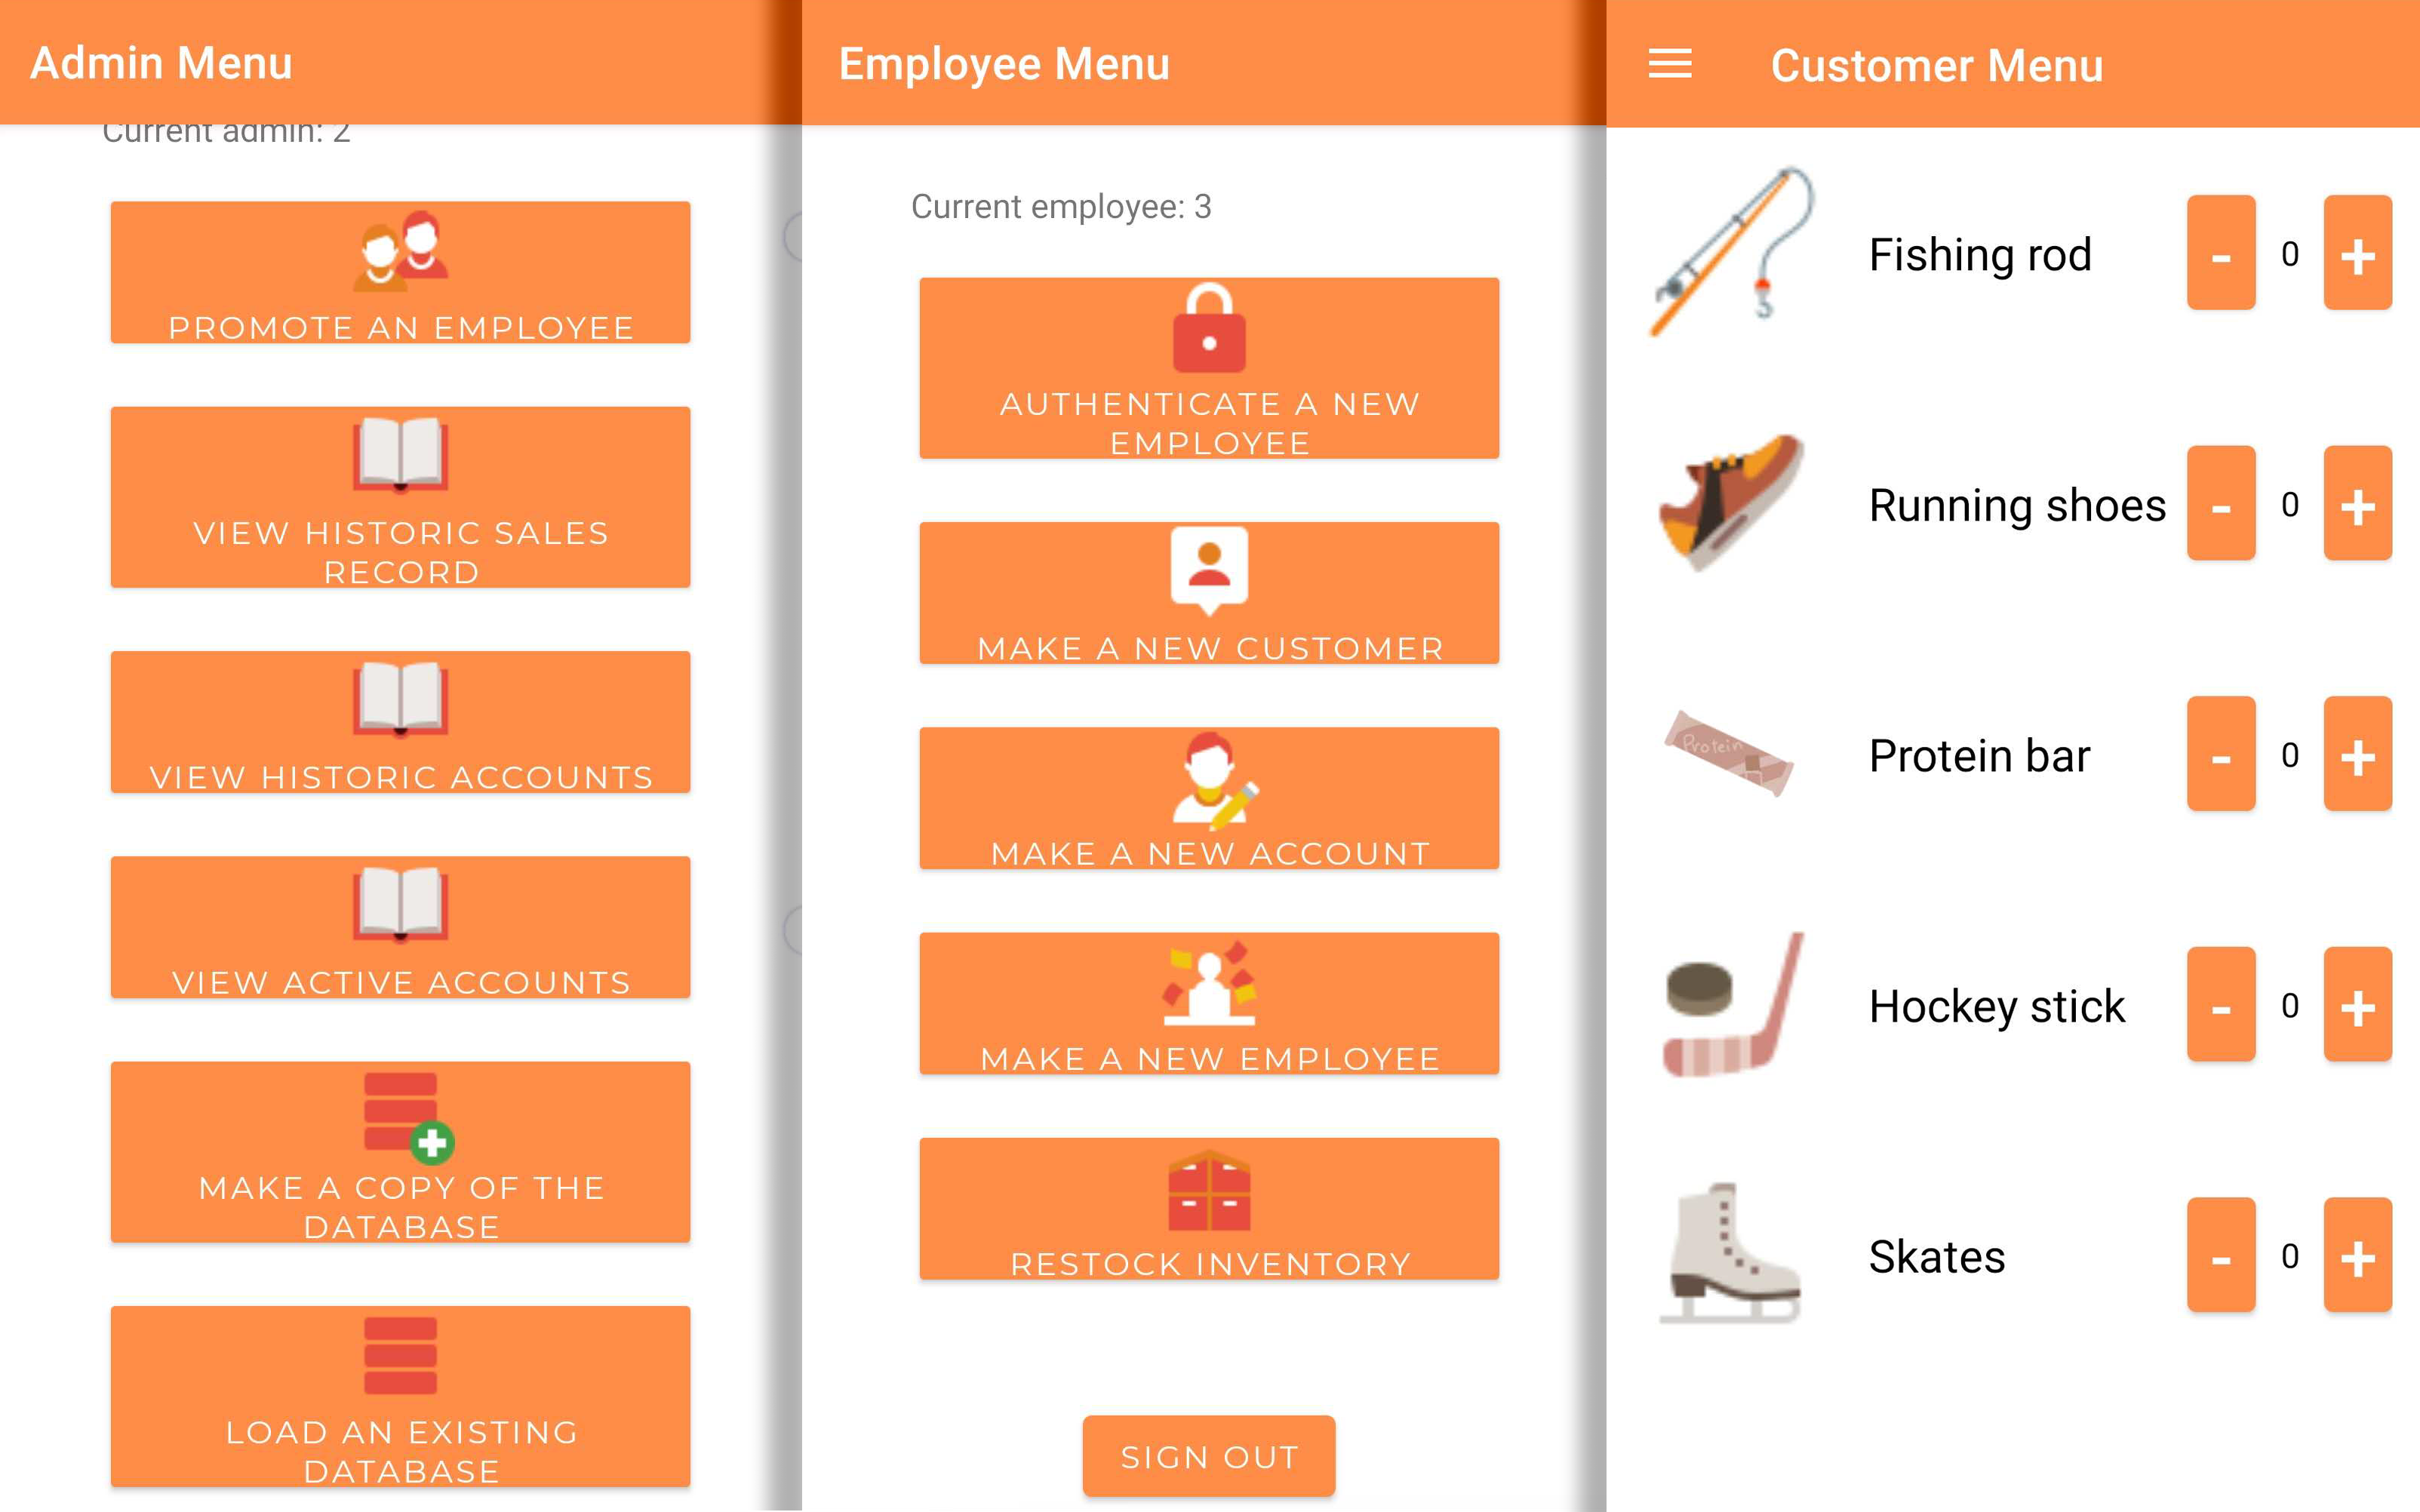 Admin Menu
Current admin: 2
PROMOTE AN EMPLOYEE
VIEW HISTORIC SALES
RECORD
VIEW HISTORIC ACCOUNTS
VIEW ACTIVE ACCOUNTS
MAKE A COPY OF THE
DATABASE
LOAD AN EXISTING
DATABASE
Employee Menu
Current employee: 3
AUTHENTICATE A NEW
EMPLOYEE
MAKE A NEW CUSTOMER
MAKE A NEW ACCOUNT
MAKE A NEW EMPLOYEE
RESTOCK INVENTORY
SIGN OUT
Customer Menu
Fishing rod - 0 +
Running shoes - 0 +
Protein
Protein bar - 0 +
Hockey stick - 0 +
Skates - 0 +